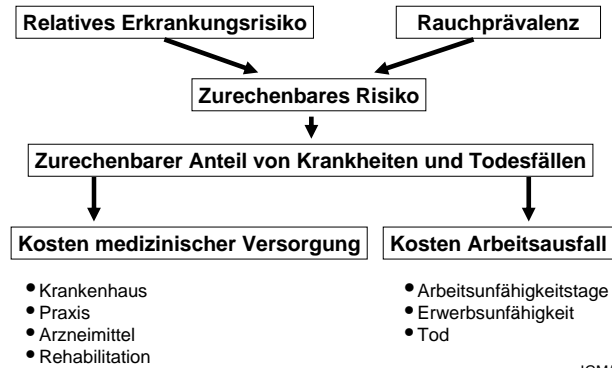 Relatives Erkrankungsrisiko
Rauchprävalenz
Zurechenbares Risiko
Zurechenbarer Anteil von Krankheiten und Todesfällen
Kosten medizinischer Versorgung
Kosten Arbeitsausfall
• Krankenhaus
• Praxis
• Arzneimittel
• Rehabilitation
• Arbeitsunfähigkeitstage
• Erwerbsunfähigkeit
• Tod